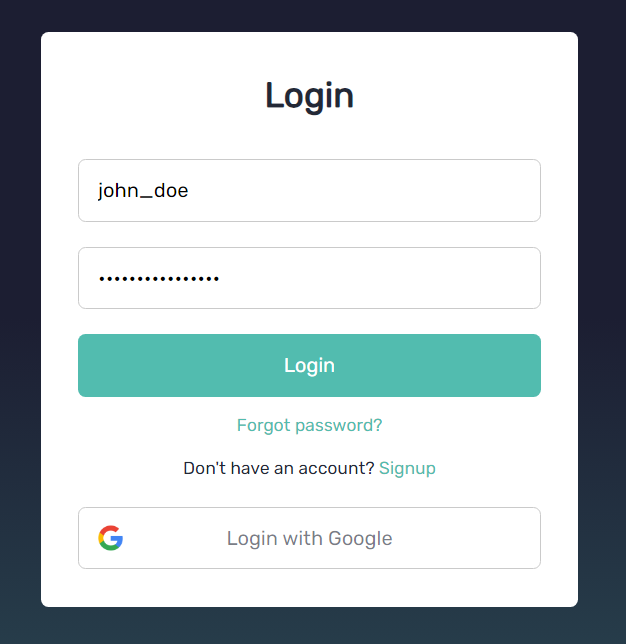 Login
john_doe
••••••••••••••••
Login
Forgot password?
Don't have an account? Signup
Login with Google